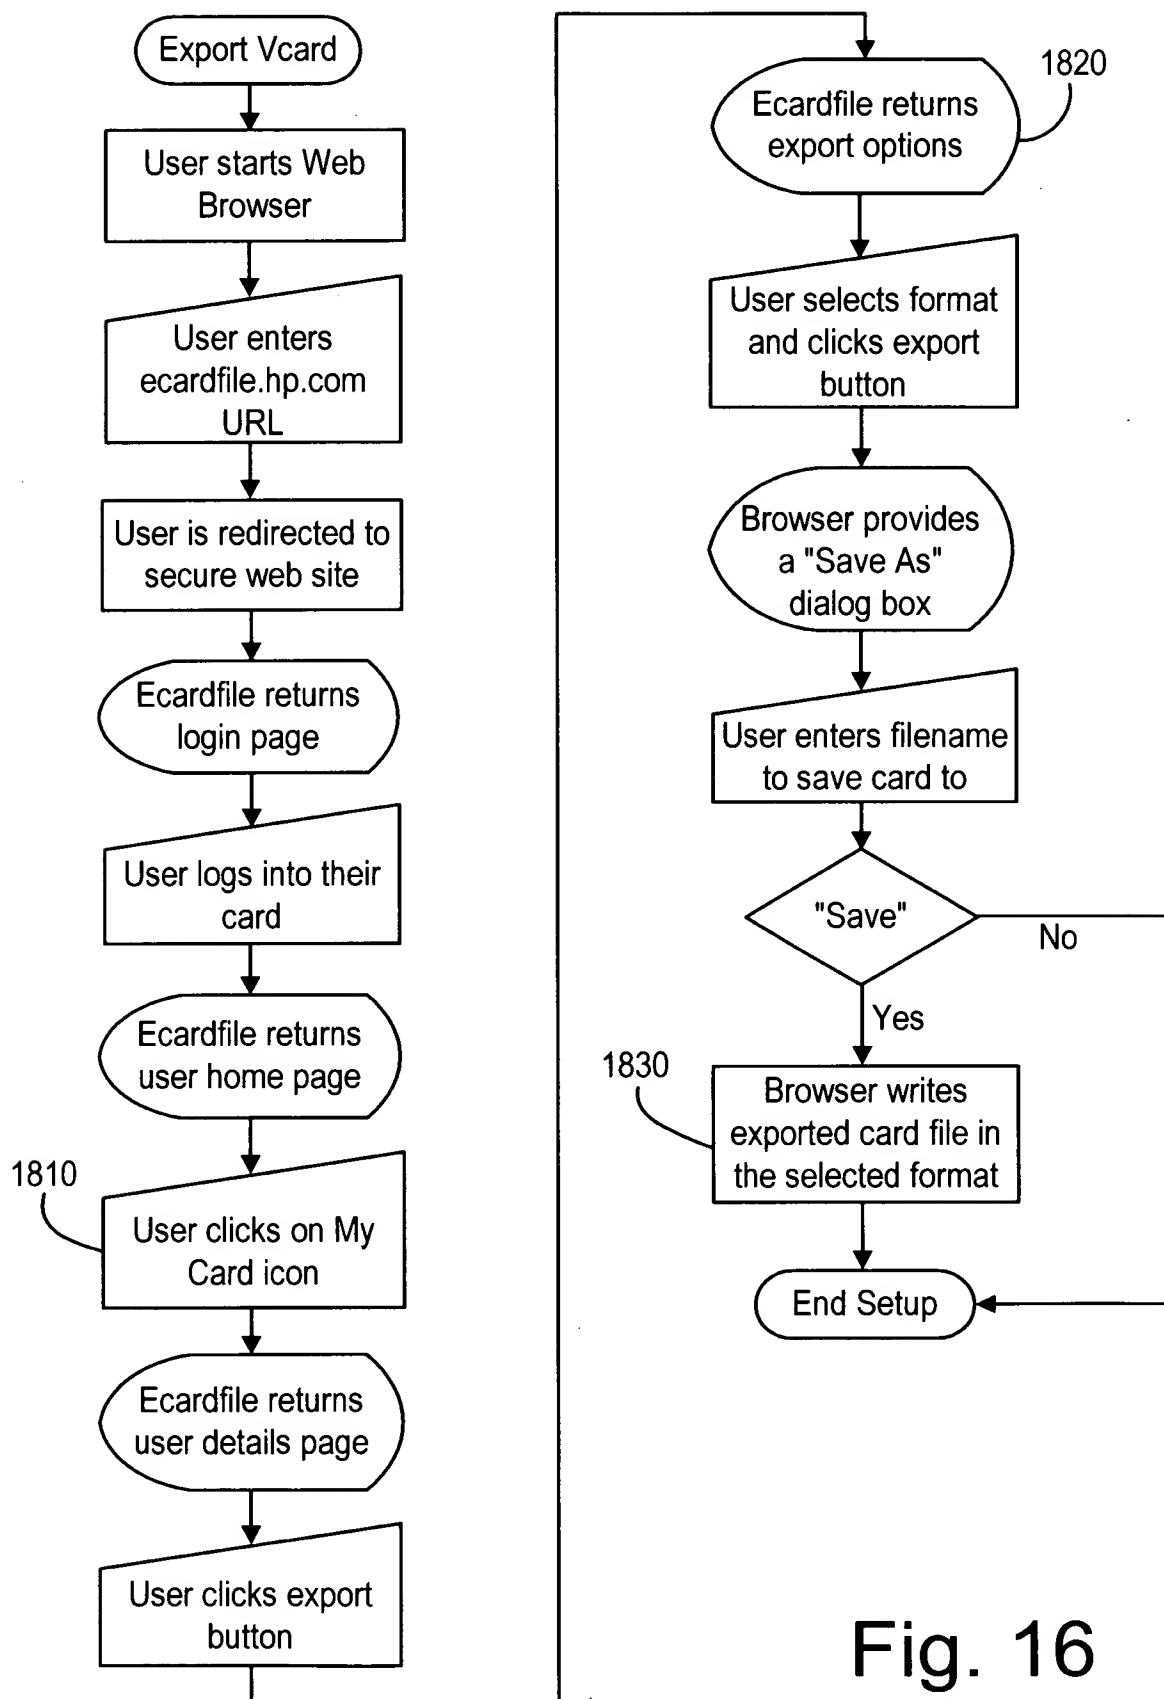 Export Vcard
User starts Web
Browser
User enters
ecardfile.hp.com
URL
User is redirected to
secure web site
Ecardfile returns
login page
User logs into their
card
Ecardfile returns
user home page
1810
User clicks on My
Card icon
Ecardfile returns
user details page
User clicks export
button
1820
Ecardfile returns
export options
User selects format
and clicks export
button
Browser provides
a "Save As"
dialog box
User enters filename
to save card to
"Save"
No
Yes
1830
Browser writes
exported card file in
the selected format
End Setup
Fig. 16